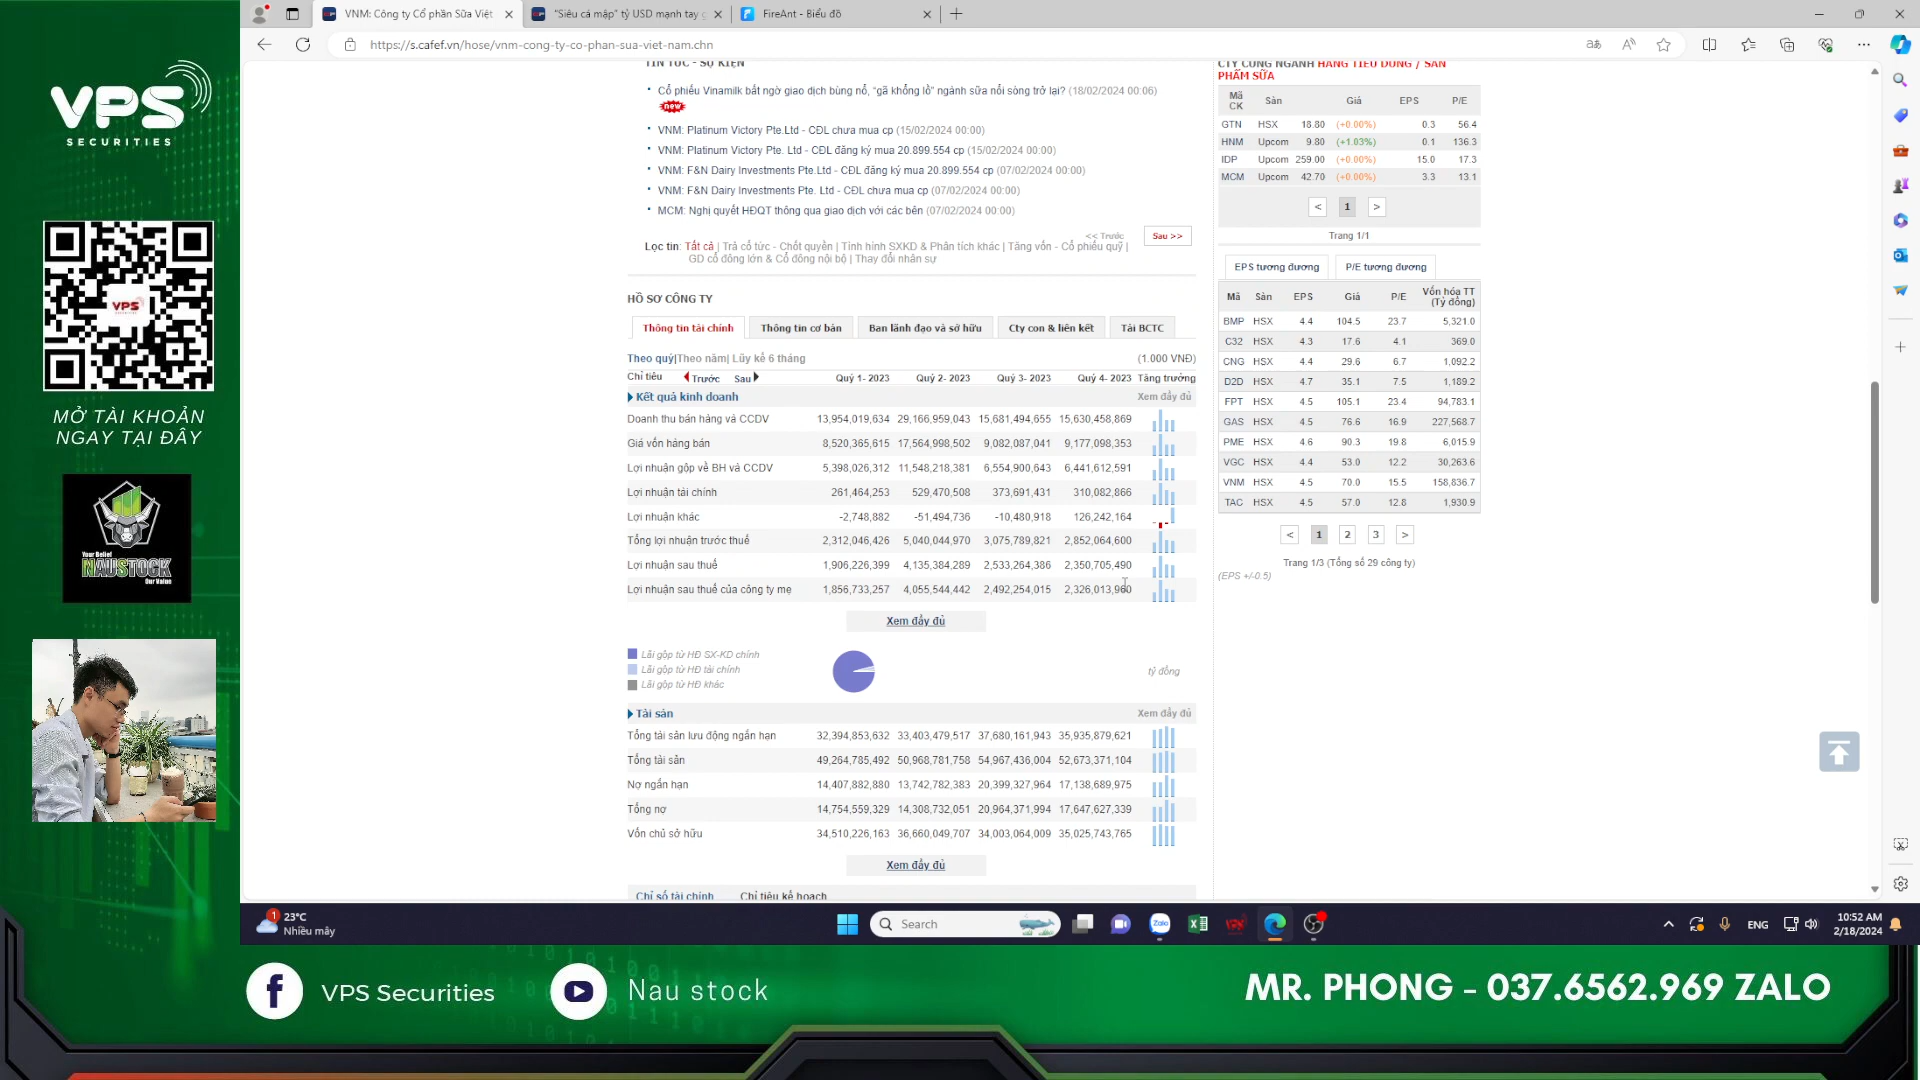 VNM: Công ty Cổ phần Sữa Việt
"Siêu cá mập" tỷ USD mạnh tay g
FireAnt - Biểu đồ
https://s.cafef.vn/hose/vnm-cong-ty-co-phan-sua-viet-nam.chn
VPS
SECURITIES
VPS
MỞ TÀI KHOẢN
NGAY TẠI ĐÂY
Your Belief
NAUSTOCK
Our Value
TIN TỨC - SỰ KIỆN
Cổ phiếu Vinamilk bất ngờ giao dịch bùng nổ, "gã khổng lồ" ngành sữa nổi sóng trở lại? (18/02/2024 00:06)
new
VNM: Platinum Victory Pte.Ltd - CĐL chưa mua cp (15/02/2024 00:00)
VNM: Platinum Victory Pte. Ltd - CĐL đăng ký mua 20.899.554 cp (15/02/2024 00:00)
VNM: F&N Dairy Investments Pte.Ltd - CĐL đăng ký mua 20.899.554 cp (07/02/2024 00:00)
VNM: F&N Dairy Investments Pte. Ltd - CĐL chưa mua cp (07/02/2024 00:00)
MCM: Nghị quyết HĐQT thông qua giao dịch với các bên (07/02/2024 00:00)
<< Trước Sau >>
Lọc tin: Tất cả | Trả cổ tức - Chốt quyền | Tình hình SXKD & Phân tích khác | Tăng vốn - Cổ phiếu quỹ |
GD cổ đông lớn & Cổ đông nội bộ | Thay đổi nhân sự
HỒ SƠ CÔNG TY
Thông tin tài chính Thông tin cơ bản Ban lãnh đạo và sở hữu Cty con & liên kết Tải BCTC
Theo quý|Theo năm| Lũy kế 6 tháng (1.000 VNĐ)
Chỉ tiêu Trước Sau Quý 1- 2023 Quý 2- 2023 Quý 3- 2023 Quý 4- 2023 Tăng trưởng
Kết quả kinh doanh Xem đầy đủ
Doanh thu bán hàng và CCDV 13,954,019,634 29,166,959,043 15,681,494,655 15,630,458,869
Giá vốn hàng bán 8,520,365,615 17,564,998,502 9,082,087,041 9,177,098,353
Lợi nhuận gộp về BH và CCDV 5,398,026,312 11,548,218,381 6,554,900,643 6,441,612,591
Lợi nhuận tài chính 261,464,253 529,470,508 373,691,431 310,082,866
Lợi nhuận khác -2,748,882 -51,494,736 -10,480,918 126,242,164
Tổng lợi nhuận trước thuế 2,312,046,426 5,040,044,970 3,075,789,821 2,852,064,600
Lợi nhuận sau thuế 1,906,226,399 4,135,384,289 2,533,264,386 2,350,705,490
Lợi nhuận sau thuế của công ty mẹ 1,856,733,257 4,055,544,442 2,492,254,015 2,326,013,960
Xem đầy đủ
Lãi gộp từ HĐ SX-KD chính
Lãi gộp từ HĐ tài chính
Lãi gộp từ HĐ khác
tỷ đồng
Tài sản Xem đầy đủ
Tổng tài sản lưu động ngắn hạn 32,394,853,632 33,403,479,517 37,680,161,943 35,935,879,621
Tổng tài sản 49,264,785,492 50,968,781,758 54,967,436,004 52,673,371,104
Nợ ngắn hạn 14,407,882,880 13,742,782,383 20,399,327,964 17,138,689,975
Tổng nợ 14,754,559,329 14,308,732,051 20,964,371,994 17,647,627,339
Vốn chủ sở hữu 34,510,226,163 36,660,049,707 34,003,064,009 35,025,743,765
Xem đầy đủ
Chỉ số tài chính Chỉ tiêu kế hoạch
CTY CÙNG NGÀNH HÀNG TIÊU DÙNG / SẢN
PHẨM SỮA
Mã CK Sàn Giá EPS P/E
GTN HSX 18.80 (+0.00%) 0.3 56.4
HNM Upcom 9.80 (+1.03%) 0.1 136.3
IDP Upcom 259.00 (+0.00%) 15.0 17.3
MCM Upcom 42.70 (+0.00%) 3.3 13.1
< 1 >
Trang 1/1
EPS tương đương P/E tương đương
Mã Sàn EPS Giá P/E Vốn hóa TT (Tỷ đồng)
BMP HSX 4.4 104.5 23.7 5,321.0
C32 HSX 4.3 17.6 4.1 369.0
CNG HSX 4.4 29.6 6.7 1,092.2
D2D HSX 4.7 35.1 7.5 1,189.2
FPT HSX 4.5 105.1 23.4 94,783.1
GAS HSX 4.5 76.6 16.9 227,568.7
PME HSX 4.6 90.3 19.8 6,015.9
VGC HSX 4.4 53.0 12.2 30,263.6
VNM HSX 4.5 70.0 15.5 158,836.7
TAC HSX 4.5 57.0 12.8 1,930.9
< 1 2 3 >
Trang 1/3 (Tổng số 29 công ty)
(EPS +/-0.5)
1
23°C
Nhiều mây
Search
Zalo
ENG
10:52 AM
2/18/2024
VPS Securities
Nau stock
MR. PHONG - 037.6562.969 ZALO